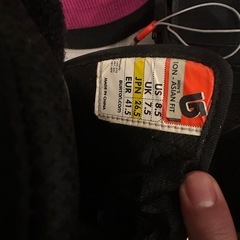 MEN'S
ION - ASIAN FIT
US 8.5
UK 7.5
JPN 26.5
EUR 41.5
BURTON.COM
MADE IN CHINA